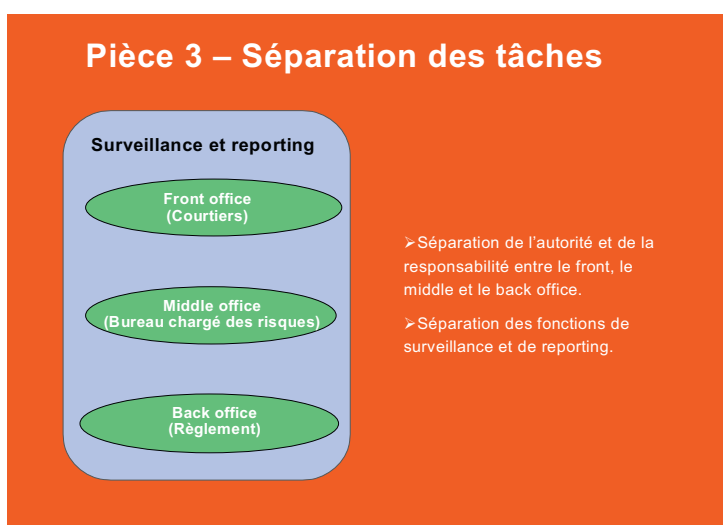 Pièce 3 – Séparation des tâches
Surveillance et reporting
Front office
(Courtiers)
Middle office
(Bureau chargé des risques)
Back office
(Règlement)
➢Séparation de l’autorité et de la
responsabilité entre le front, le
middle et le back office.
➢Séparation des fonctions de
surveillance et de reporting.